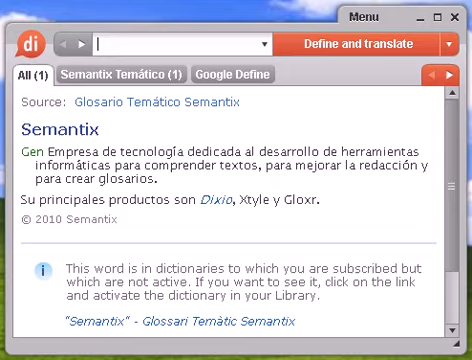 Menu
di
Define and translate
All (1) Semantix Temático (1) Google Define
Source: Glosario Temático Semantix
Semantix
Gen Empresa de tecnología dedicada al desarrollo de herramientas
informáticas para comprender textos, para mejorar la redacción y
para crear glosarios.
Su principales productos son Dixio, Xtyle y Gloxr.
© 2010 Semantix
i
This word is in dictionaries to which you are subscribed but
which are not active. If you want to see it, click on the link
and activate the dictionary in your Library.
"Semantix" - Glossari Temàtic Semantix